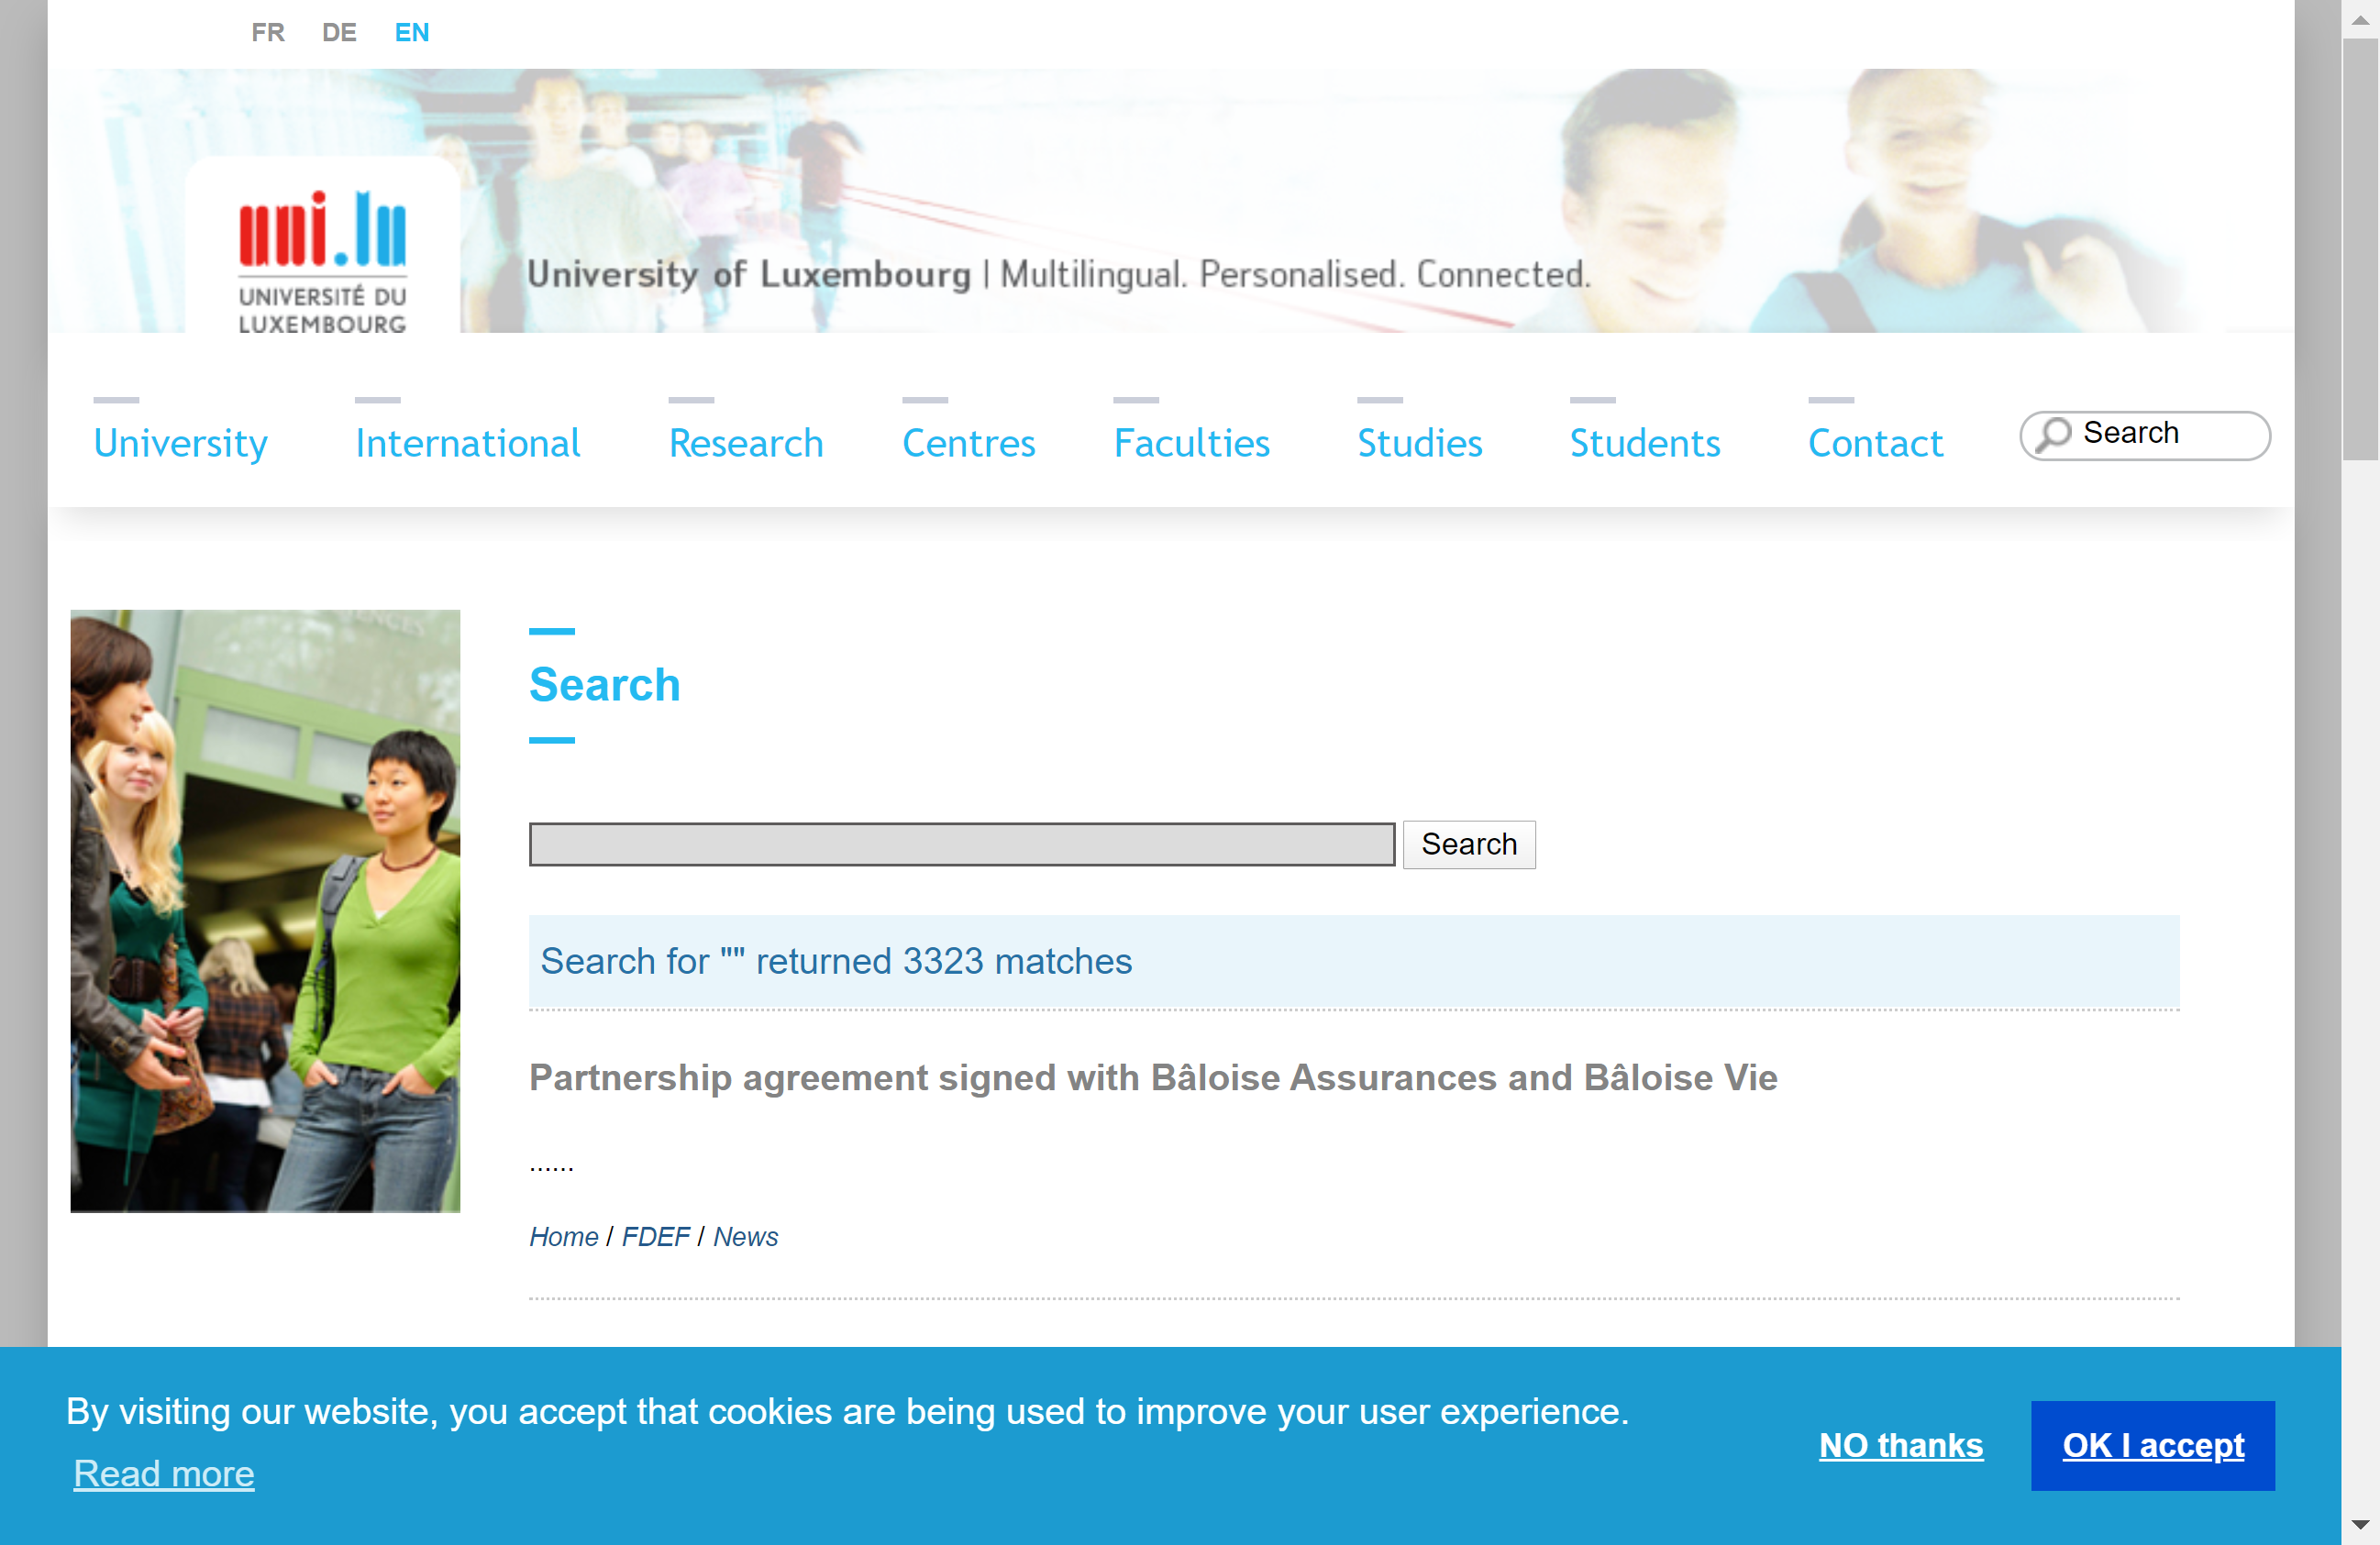 FR DE EN
uni.lu
UNIVERSITÉ DU
LUXEMBOURG
University of Luxembourg | Multilingual. Personalised. Connected.
University International Research Centres Faculties Studies Students Contact Search
Search
Search
Search for "" returned 3323 matches
Partnership agreement signed with Bâloise Assurances and Bâloise Vie
......
Home / FDEF / News
By visiting our website, you accept that cookies are being used to improve your user experience.
Read more
NO thanks
OK I accept